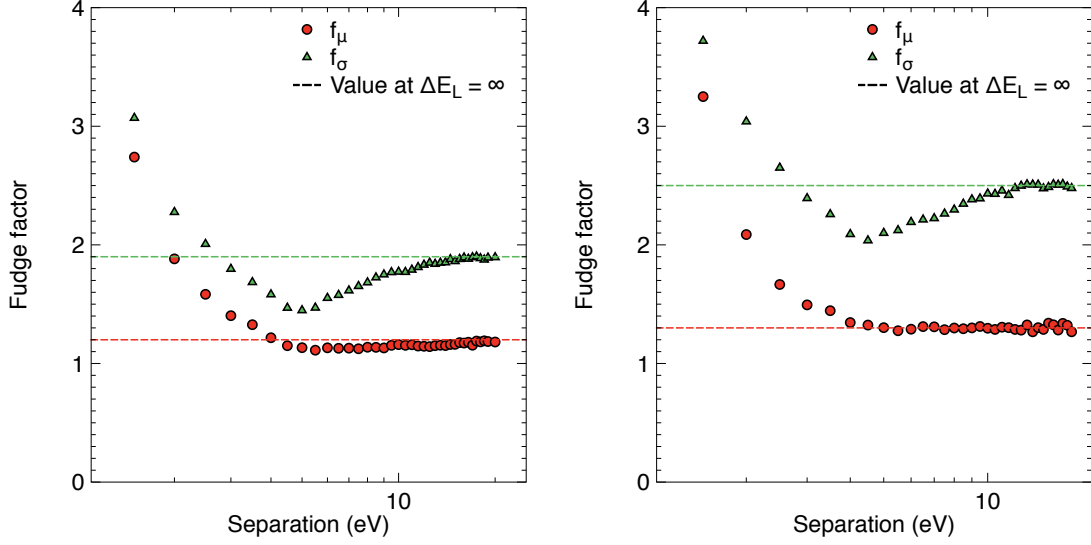 f_μ
f_σ
Value at ΔE_L = ∞
4
3
2
1
0
Fudge factor
10
Separation (eV)
f_μ
f_σ
Value at ΔE_L = ∞
4
3
2
1
0
Fudge factor
10
Separation (eV)